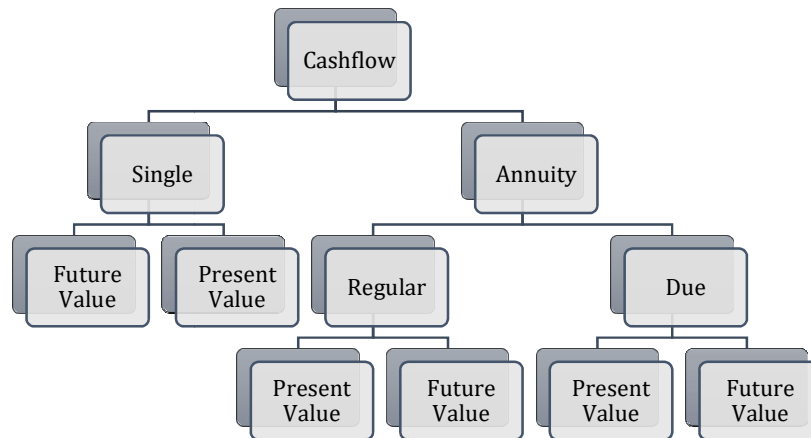 Cashflow
Single
Annuity
Future
Value
Present
Value
Regular
Due
Present
Value
Future
Value
Present
Value
Future
Value